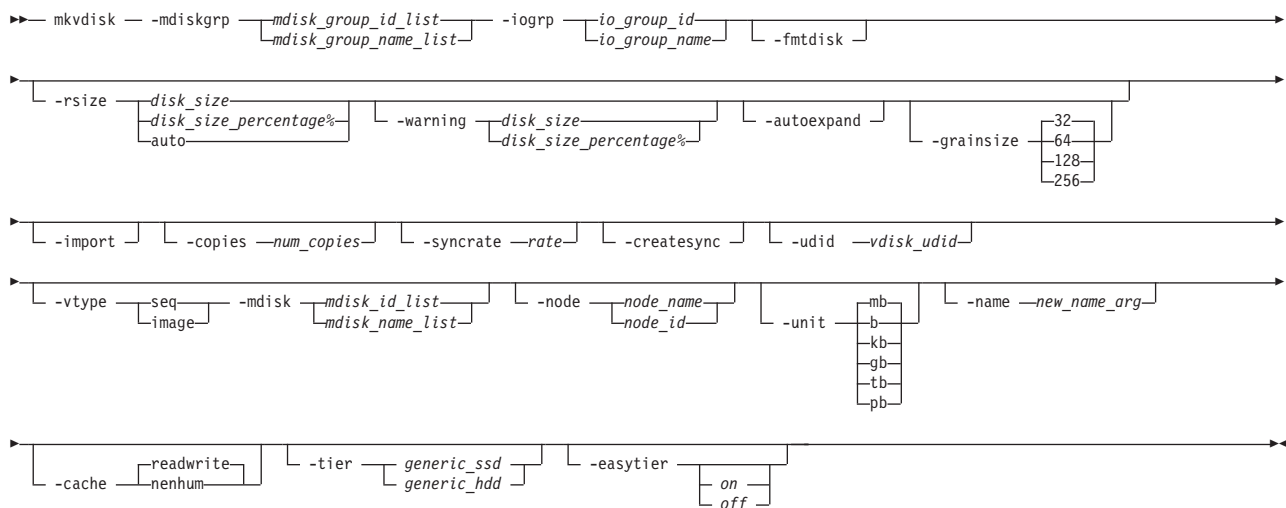 mkvdisk -mdiskgrp mdisk_group_id_list -iogrp io_group_id
mdisk_group_name_list io_group_name -fmtdisk
-rsize disk_size
disk_size_percentage% -warning disk_size -autoexpand 32
auto disk_size_percentage% -grainsize 64
128
256
-import -copies num_copies -syncrate rate -createsync -udid vdisk_udid
-vtype seq -mdisk mdisk_id_list -node node_name mb -name new_name_arg
image mdisk_name_list node_id -unit b
kb
gb
tb
pb
readwrite -tier generic_ssd -easytier
-cache nenhum generic_hdd on
off